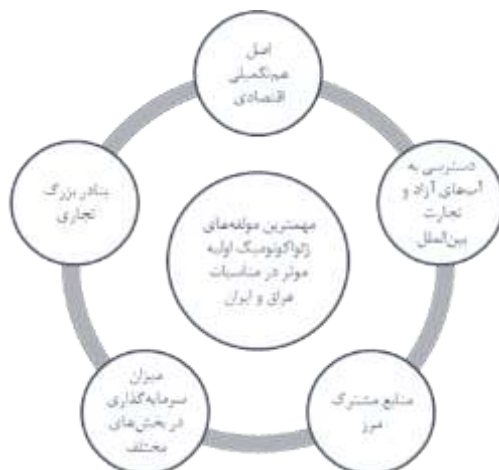 اصل
هم‌تکمیلی
اقتصادی
دسترسی به
آب‌های آزاد و
تجارت
بین‌الملل
منابع مشترک
مرز
میزان
سرمایه‌گذاری
در بخش‌های
مختلف
بنادر بزرگ
تجاری
مهمترین مولفه‌های
ژئواکونومیک اولیه
موثر در مناسبات
عراق و ایران